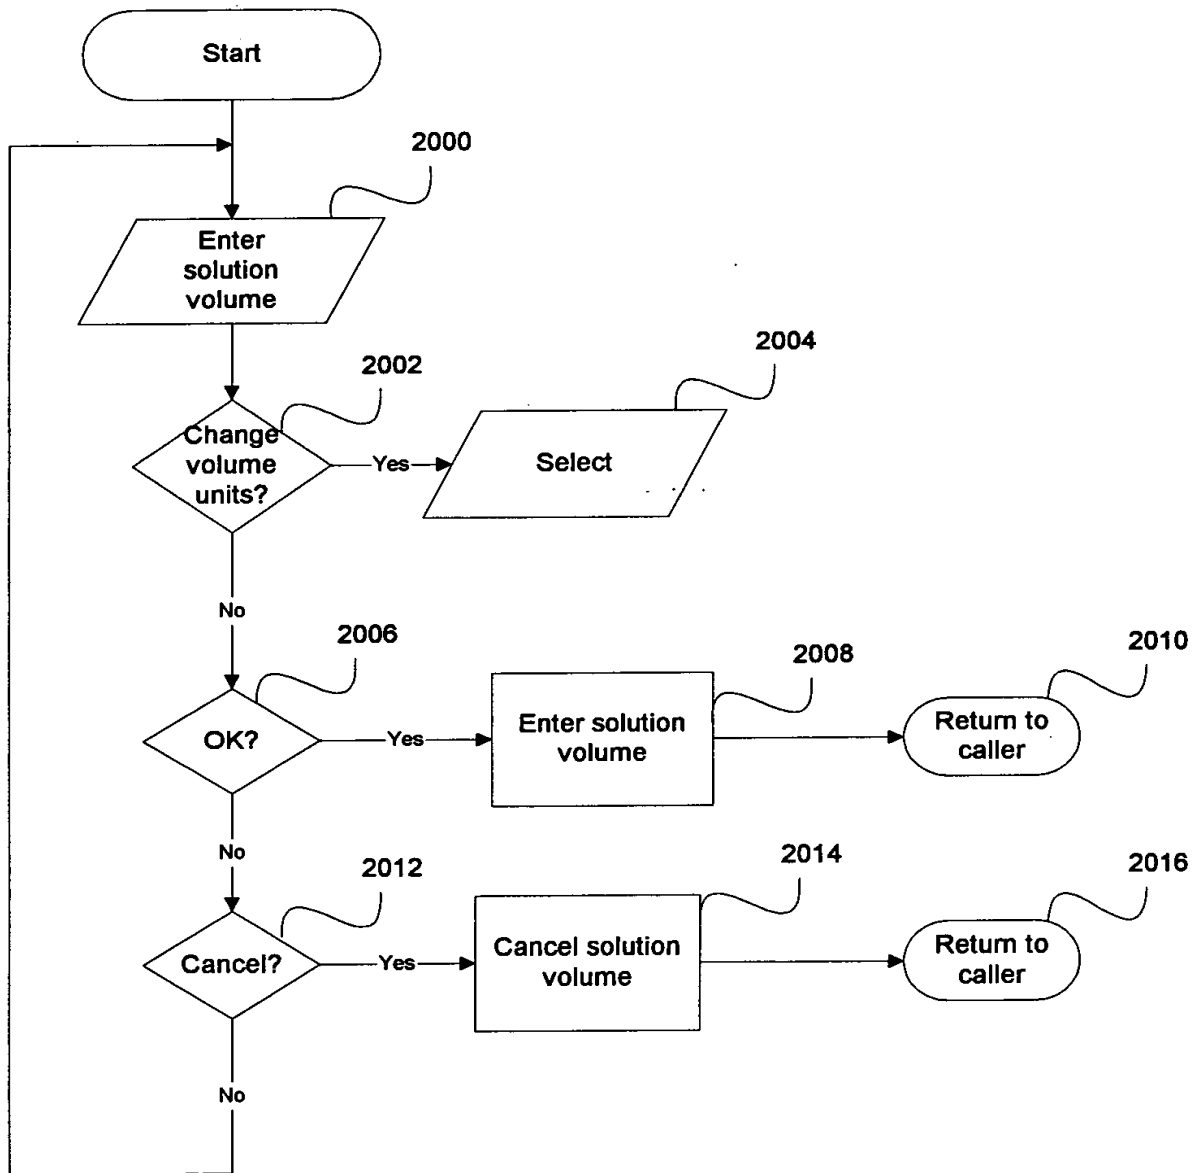 Start
2000
Enter
solution
volume
2002
2004
Change
volume
units?
Yes
Select
No
2006
2008
2010
OK?
Yes
Enter solution
volume
Return to
caller
No
2012
2014
2016
Cancel?
Yes
Cancel solution
volume
Return to
caller
No